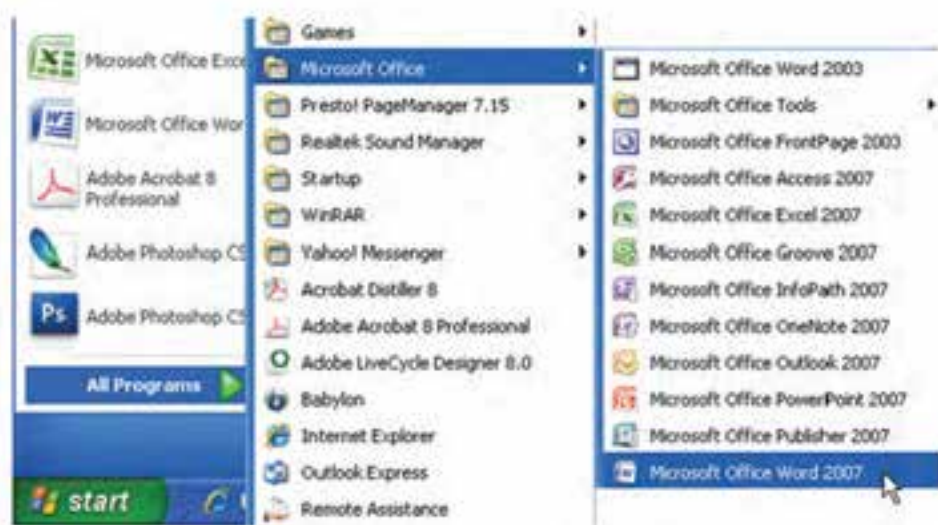 Microsoft Office Exce
Microsoft Office Wor
Adobe Acrobat 8
Professional
Adobe Photoshop CS
Ps
Adobe Photoshop CS
All Programs
start
Games
Microsoft Office
Presto! PageManager 7.15
Realtek Sound Manager
Startup
WinRAR
Yahoo! Messenger
Acrobat Distiller 8
Adobe Acrobat 8 Professional
Adobe LiveCycle Designer 8.0
Babylon
Internet Explorer
Outlook Express
Remote Assistance
Microsoft Office Word 2003
Microsoft Office Tools
Microsoft Office FrontPage 2003
Microsoft Office Access 2007
Microsoft Office Excel 2007
Microsoft Office Groove 2007
Microsoft Office InfoPath 2007
Microsoft Office OneNote 2007
Microsoft Office Outlook 2007
Microsoft Office PowerPoint 2007
Microsoft Office Publisher 2007
Microsoft Office Word 2007